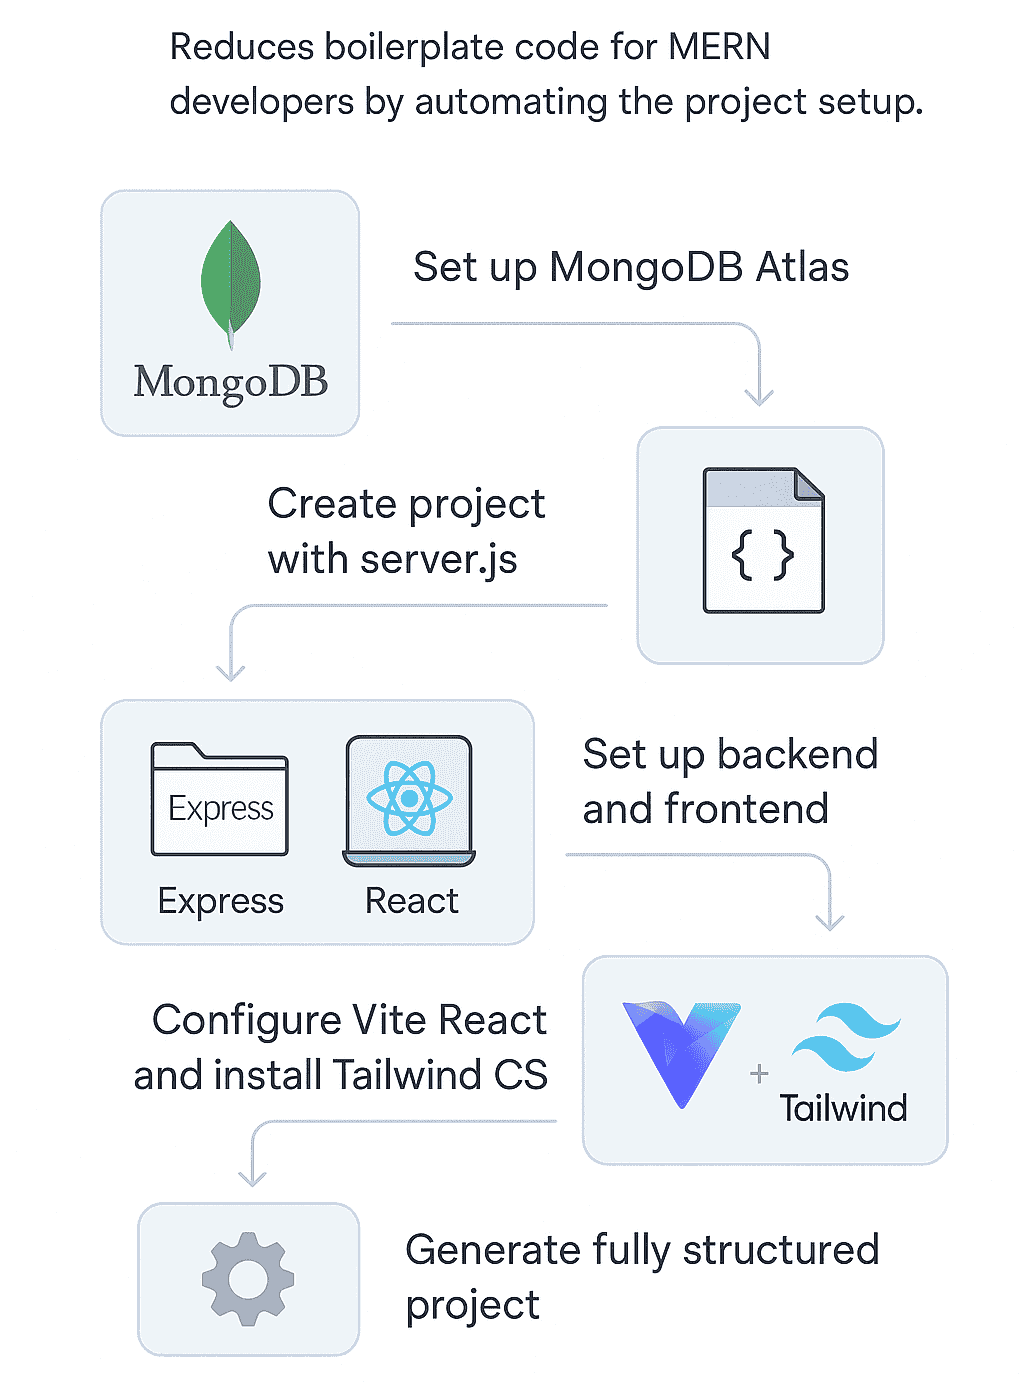 Reduces boilerplate code for MERN
developers by automating the project setup.
MongoDB
Set up MongoDB Atlas
Create project
with server.js
{ }
Express
Express
React
Set up backend
and frontend
Configure Vite React
and install Tailwind CS
+
Tailwind
Generate fully structured
project